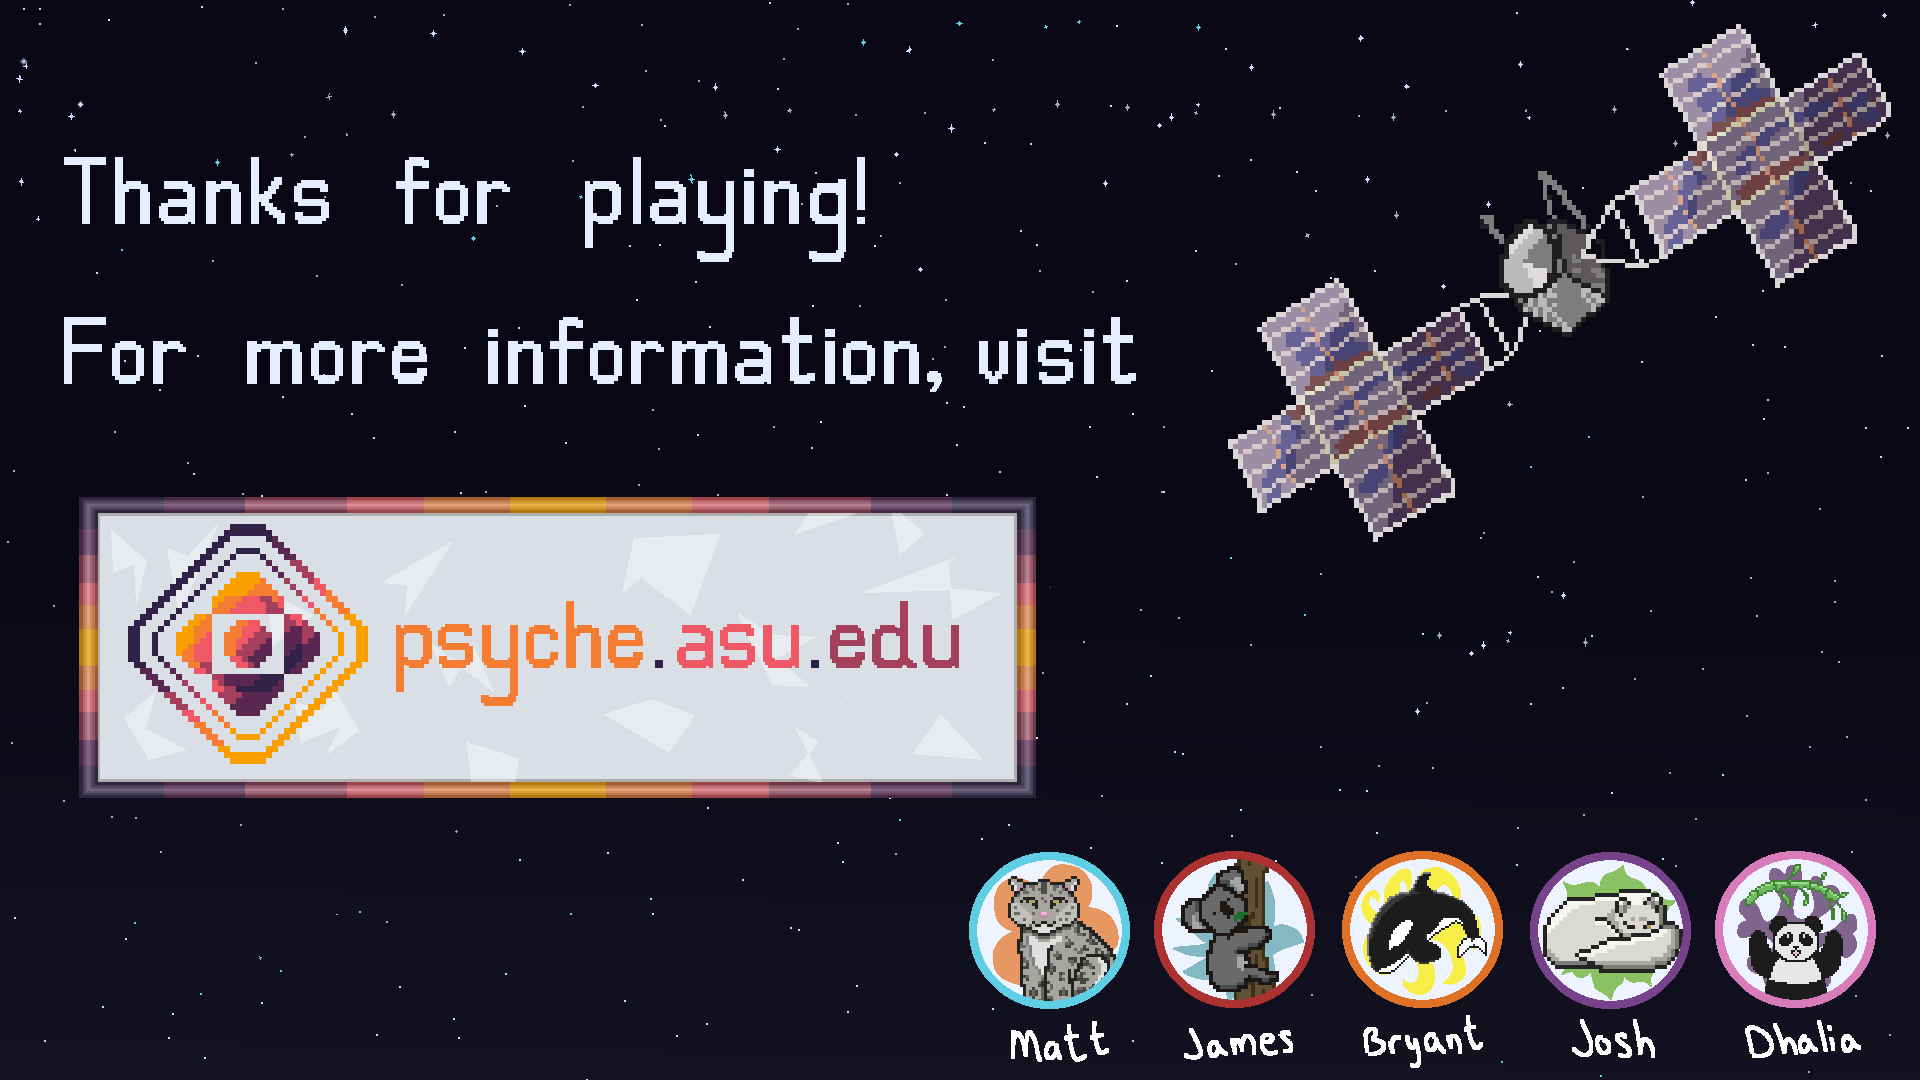 Thanks for playing!
For more information, visit
psyche.asu.edu
Matt James Bryant Josh Dhalia